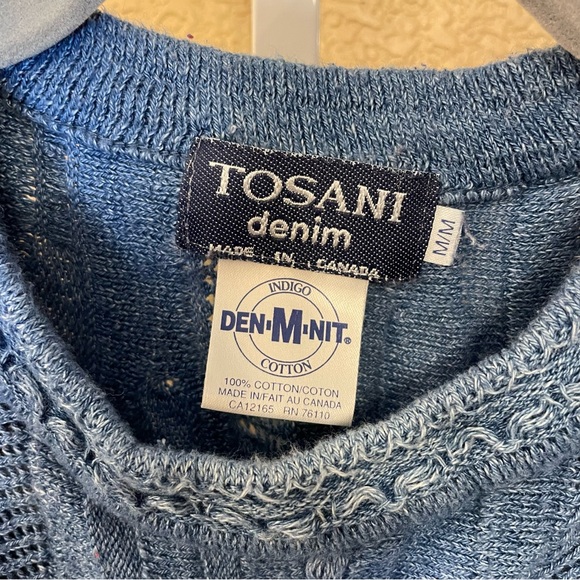 TOSANI
denim
MADE IN CANADA
M/M
INDIGO
DEN-M-NIT®
COTTON
100% COTTON/COTON
MADE IN/FAIT AU CANADA
CA12165 RN 76110